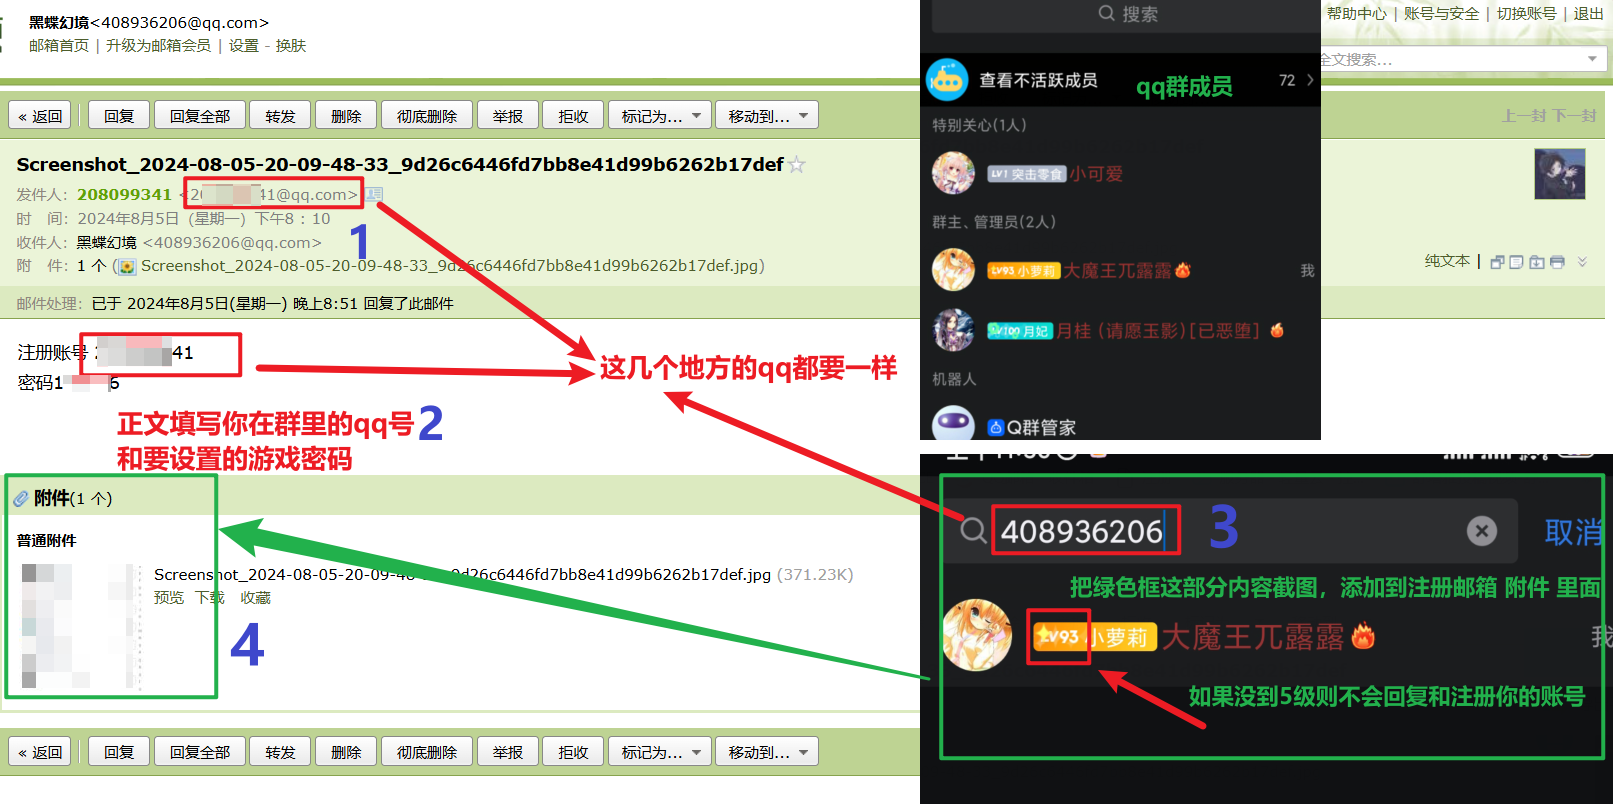 黑蝶幻境<408936206@qq.com>
邮箱首页 | 升级为邮箱会员 | 设置 - 换肤
帮助中心 | 账号与安全 | 切换账号 | 退出
全文搜索...
« 返回 回复 回复全部 转发 删除 彻底删除 举报 拒收 标记为... 移动到...
上一封 下一封
Screenshot_2024-08-05-20-09-48-33_9d26c6446fd7bb8e41d99b6262b17def
发件人: 208099341 <20 41@qq.com>
时 间: 2024年8月5日 (星期一) 下午8:10
收件人: 黑蝶幻境 <408936206@qq.com>
附 件: 1 个 (Screenshot_2024-08-05-20-09-48-33_9d26c6446fd7bb8e41d99b6262b17def.jpg)
1
纯文本 |
邮件处理: 已于 2024年8月5日(星期一) 晚上8:51 回复了此邮件
注册账号 41
密码1 6
这几个地方的qq都要一样
正文填写你在群里的qq号
和要设置的游戏密码
2
附件(1 个)
普通附件
Screenshot_2024-08-05-20-09-48- _9d26c6446fd7bb8e41d99b6262b17def.jpg (371.23K)
预览 下载 收藏
4
« 返回 回复 回复全部 转发 删除 彻底删除 举报 拒收 标记为... 移动到...
搜索
查看不活跃成员
qq群成员
72
特别关心(1人)
LV1 突击零食 小可爱
群主、管理员(2人)
LV93 小萝莉 大魔王兀露露
我
LV100 月妃 月桂 (请愿玉影) [已恶堕]
机器人
Q群管家
408936206
3
取消
把绿色框这部分内容截图，添加到注册邮箱 附件 里面
LV93 小萝莉 大魔王兀露露
我
如果没到5级则不会回复和注册你的账号